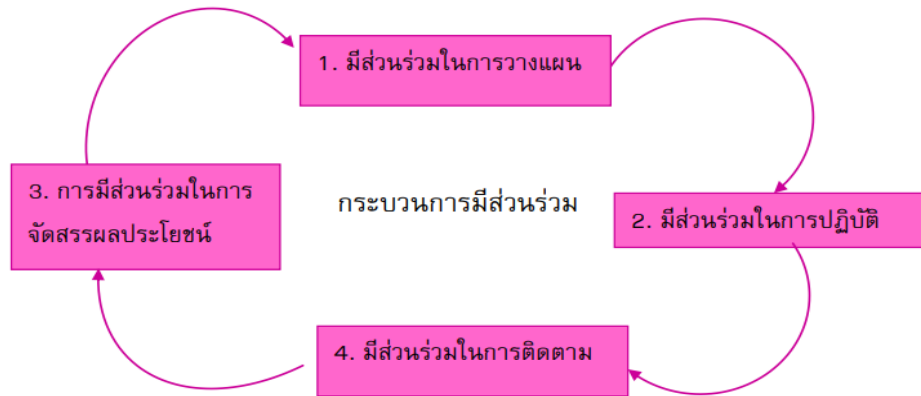 1. มีส่วนร่วมในการวางแผน
3. การมีส่วนร่วมในการ
จัดสรรผลประโยชน์
กระบวนการมีส่วนร่วม
2. มีส่วนร่วมในการปฏิบัติ
4. มีส่วนร่วมในการติดตาม